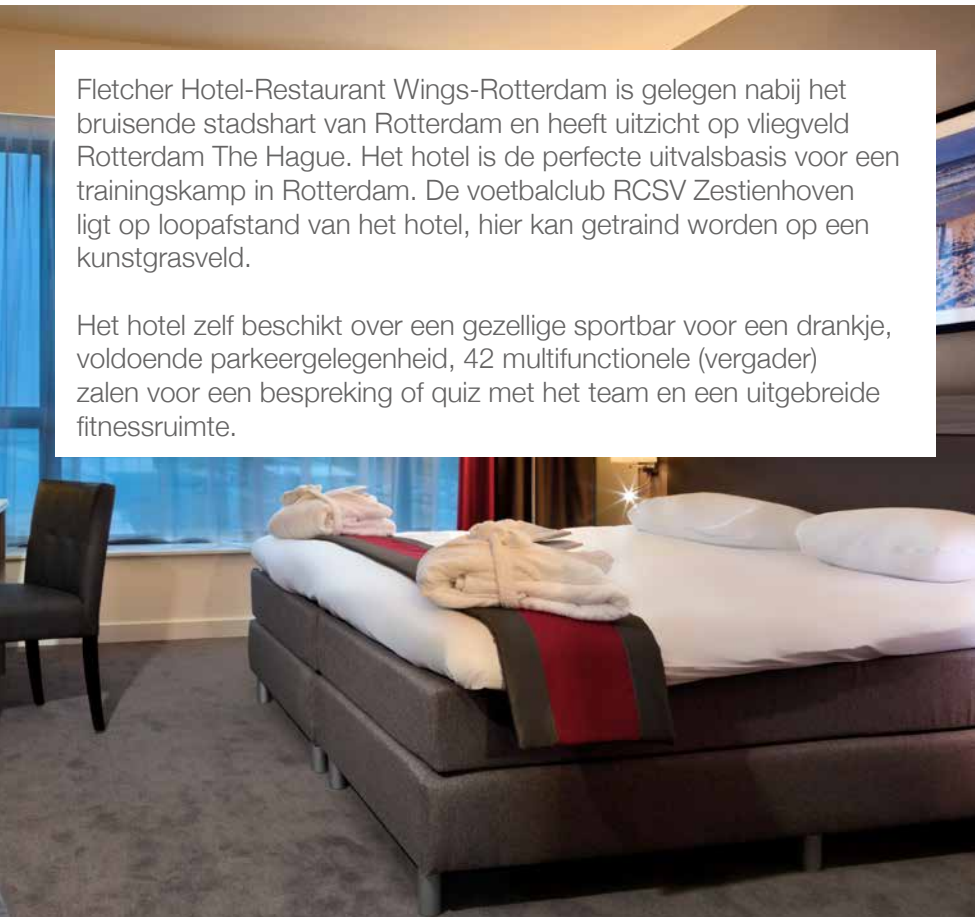 Fletcher Hotel-Restaurant Wings-Rotterdam is gelegen nabij het
bruisende stadshart van Rotterdam en heeft uitzicht op vliegveld
Rotterdam The Hague. Het hotel is de perfecte uitvalsbasis voor een
trainingskamp in Rotterdam. De voetbalclub RCSV Zestienhoven
ligt op loopafstand van het hotel, hier kan getraind worden op een
kunstgrasveld.
Het hotel zelf beschikt over een gezellige sportbar voor een drankje,
voldoende parkeergelegenheid, 42 multifunctionele (vergader)
zalen voor een bespreking of quiz met het team en een uitgebreide
fitnessruimte.